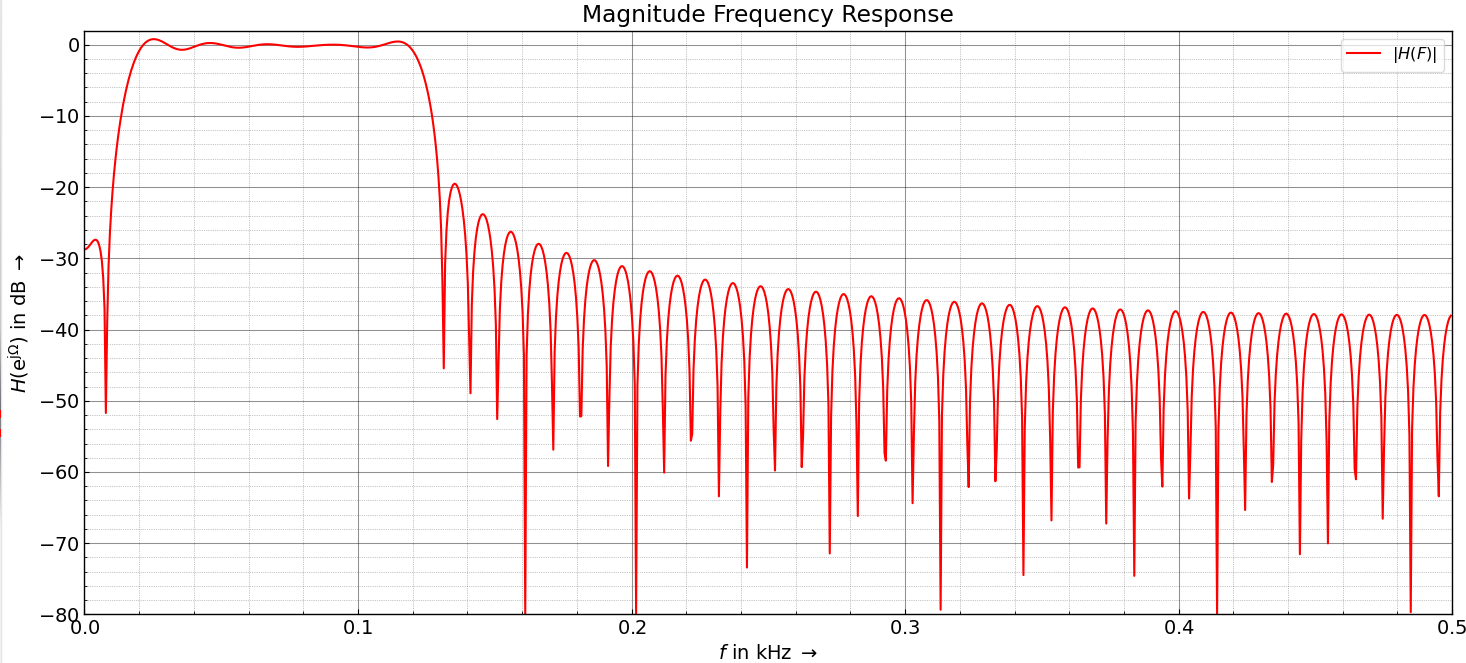 Magnitude Frequency Response
|H(F)|
H(e^jΩ) in dB →
0
−10
−20
−30
−40
−50
−60
−70
−80
0.0 0.1 0.2 0.3 0.4 0.5
f in kHz →